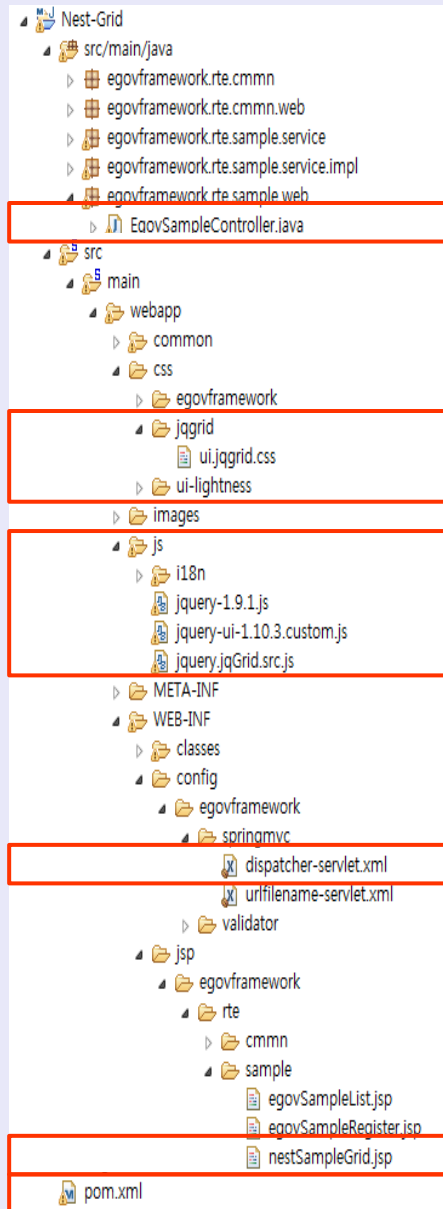 Nest-Grid
src/main/java
egovframework.rte.cmmn
egovframework.rte.cmmn.web
egovframework.rte.sample.service
egovframework.rte.sample.service.impl
egovframework.rte.sample.web
EgovSampleController.java
src
main
webapp
common
css
egovframework
jqgrid
ui.jqgrid.css
ui-lightness
images
js
i18n
jquery-1.9.1.js
jquery-ui-1.10.3.custom.js
jquery.jqGrid.src.js
META-INF
WEB-INF
classes
config
egovframework
springmvc
dispatcher-servlet.xml
urlfilename-servlet.xml
validator
jsp
egovframework
rte
cmmn
sample
egovSampleList.jsp
egovSampleRegister.jsp
nestSampleGrid.jsp
pom.xml